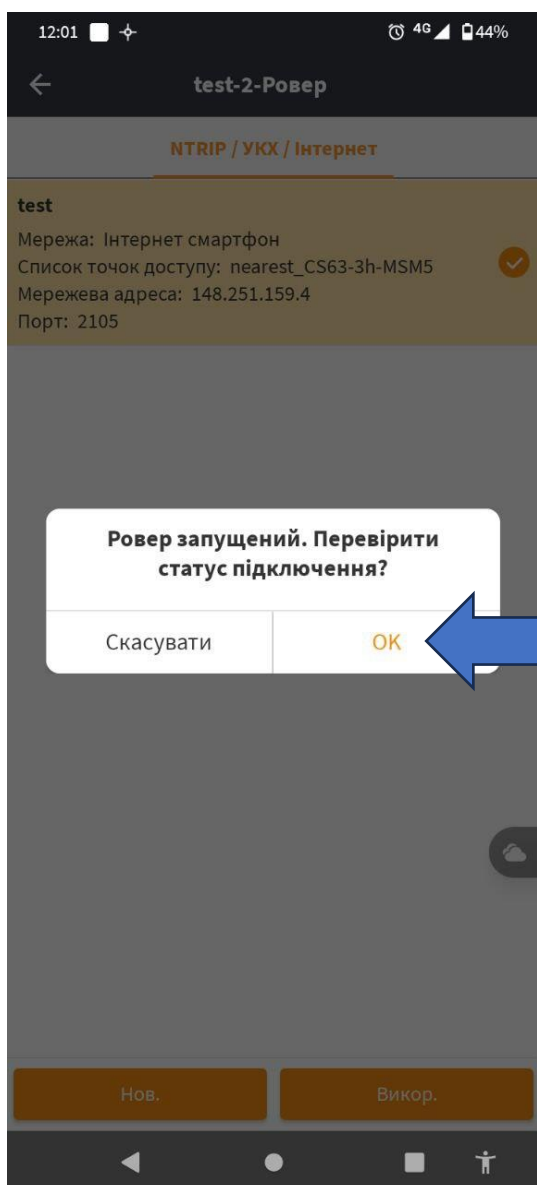 12:01 4G 44%
test-2-Ровер
NTRIP / УКХ / Інтернет
test
Мережа: Інтернет смартфон
Список точок доступу: nearest_CS63-3h-MSM5
Мережева адреса: 148.251.159.4
Порт: 2105
Ровер запущений. Перевірити
статус підключення?
Скасувати OK
Нов. Викор.